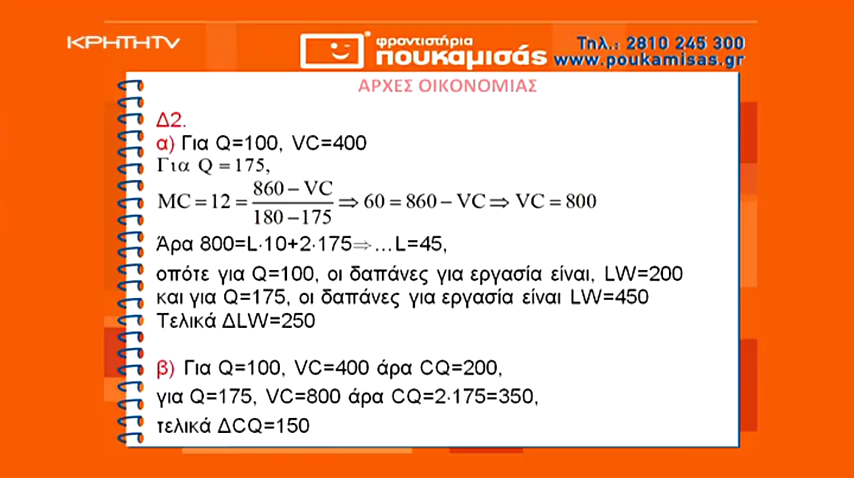 ΚΡΗΤΗTV
φροντιστήρια
πουκαμισάς
Τηλ.: 2810 245 300
www.poukamisas.gr
ΑΡΧΕΣ ΟΙΚΟΝΟΜΙΑΣ
Δ2.
α) Για Q=100, VC=400
Για Q = 175,
MC = 12 = (860 − VC)/(180 − 175) ⇒ 60 = 860 − VC ⇒ VC = 800
Άρα 800=L·10+2·175⇒…L=45,
οπότε για Q=100, οι δαπάνες για εργασία είναι, LW=200
και για Q=175, οι δαπάνες για εργασία είναι LW=450
Τελικά ΔLW=250
β) Για Q=100, VC=400 άρα CQ=200,
για Q=175, VC=800 άρα CQ=2·175=350,
τελικά ΔCQ=150